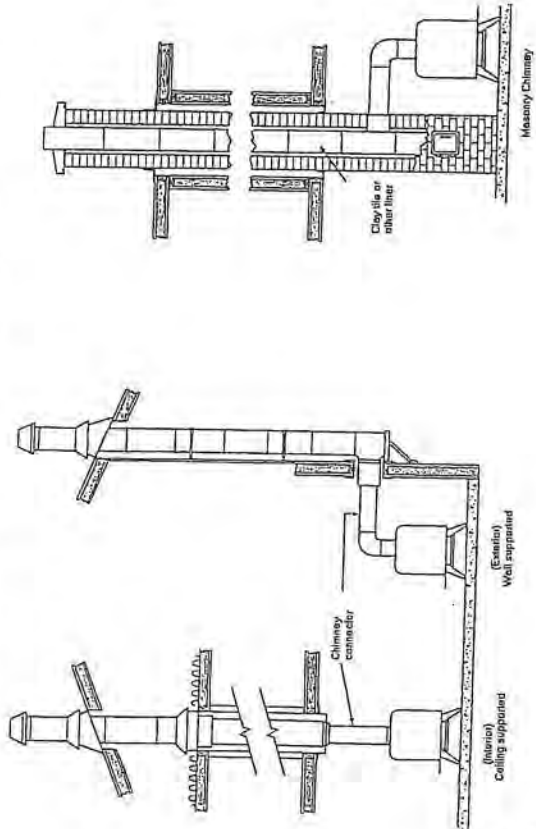 Clay tile or
other liner
Masonry Chimney
Chimney
connector
(Exterior)
Wall supported
(Interior)
Ceiling supported